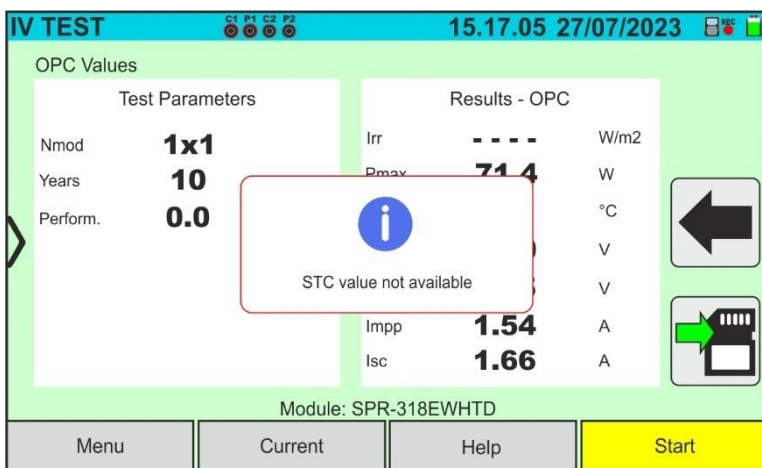 IV TEST C1 P1 C2 P2 15.17.05 27/07/2023 REC
OPC Values
Test Parameters
Nmod 1x1
Years 10
Perform. 0.0
Results - OPC
Irr - - - - W/m2
Pmax 71.4 W
°C
V
V
Impp 1.54 A
Isc 1.66 A
STC value not available
Module: SPR-318EWHTD
Menu Current Help Start